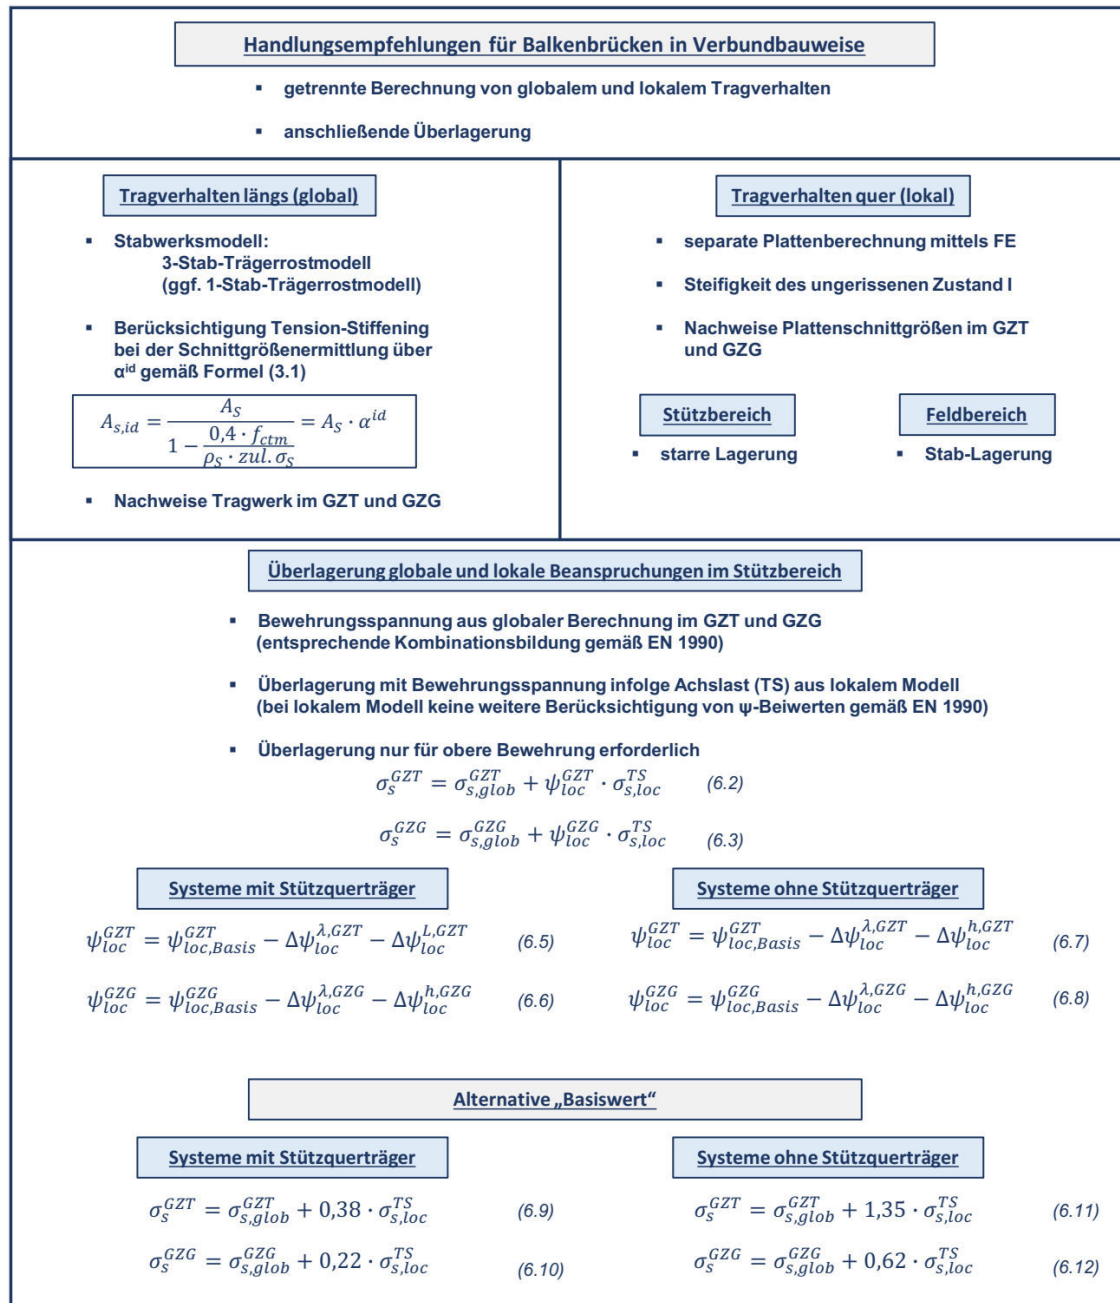 Handlungsempfehlungen für Balkenbrücken in Verbundbauweise
▪ getrennte Berechnung von globalem und lokalem Tragverhalten
▪ anschließende Überlagerung
Tragverhalten längs (global)
▪ Stabwerksmodell:
3-Stab-Trägerrostmodell
(ggf. 1-Stab-Trägerrostmodell)
▪ Berücksichtigung Tension-Stiffening
bei der Schnittgrößenermittlung über
α^{id} gemäß Formel (3.1)
A_{s,id} = \frac{A_S}{1 - \frac{0,4 · f_{ctm}}{ρ_S · zul. σ_S}} = A_S · α^{id}
▪ Nachweise Tragwerk im GZT und GZG
Tragverhalten quer (lokal)
▪ separate Plattenberechnung mittels FE
▪ Steifigkeit des ungerissenen Zustand I
▪ Nachweise Plattenschnittgrößen im GZT
und GZG
Stützbereich
▪ starre Lagerung
Feldbereich
▪ Stab-Lagerung
Überlagerung globale und lokale Beanspruchungen im Stützbereich
▪ Bewehrungsspannung aus globaler Berechnung im GZT und GZG
(entsprechende Kombinationsbildung gemäß EN 1990)
▪ Überlagerung mit Bewehrungsspannung infolge Achslast (TS) aus lokalem Modell
(bei lokalem Modell keine weitere Berücksichtigung von ψ-Beiwerten gemäß EN 1990)
▪ Überlagerung nur für obere Bewehrung erforderlich
σ_s^{GZT} = σ_{s,glob}^{GZT} + ψ_{loc}^{GZT} · σ_{s,loc}^{TS} (6.2)
σ_s^{GZG} = σ_{s,glob}^{GZG} + ψ_{loc}^{GZG} · σ_{s,loc}^{TS} (6.3)
Systeme mit Stützquerträger
ψ_{loc}^{GZT} = ψ_{loc,Basis}^{GZT} − Δψ_{loc}^{λ,GZT} − Δψ_{loc}^{L,GZT} (6.5)
ψ_{loc}^{GZG} = ψ_{loc,Basis}^{GZG} − Δψ_{loc}^{λ,GZG} − Δψ_{loc}^{h,GZG} (6.6)
Systeme ohne Stützquerträger
ψ_{loc}^{GZT} = ψ_{loc,Basis}^{GZT} − Δψ_{loc}^{λ,GZT} − Δψ_{loc}^{h,GZT} (6.7)
ψ_{loc}^{GZG} = ψ_{loc,Basis}^{GZG} − Δψ_{loc}^{λ,GZG} − Δψ_{loc}^{h,GZG} (6.8)
Alternative „Basiswert“
Systeme mit Stützquerträger
σ_s^{GZT} = σ_{s,glob}^{GZT} + 0,38 · σ_{s,loc}^{TS} (6.9)
σ_s^{GZG} = σ_{s,glob}^{GZG} + 0,22 · σ_{s,loc}^{TS} (6.10)
Systeme ohne Stützquerträger
σ_s^{GZT} = σ_{s,glob}^{GZT} + 1,35 · σ_{s,loc}^{TS} (6.11)
σ_s^{GZG} = σ_{s,glob}^{GZG} + 0,62 · σ_{s,loc}^{TS} (6.12)